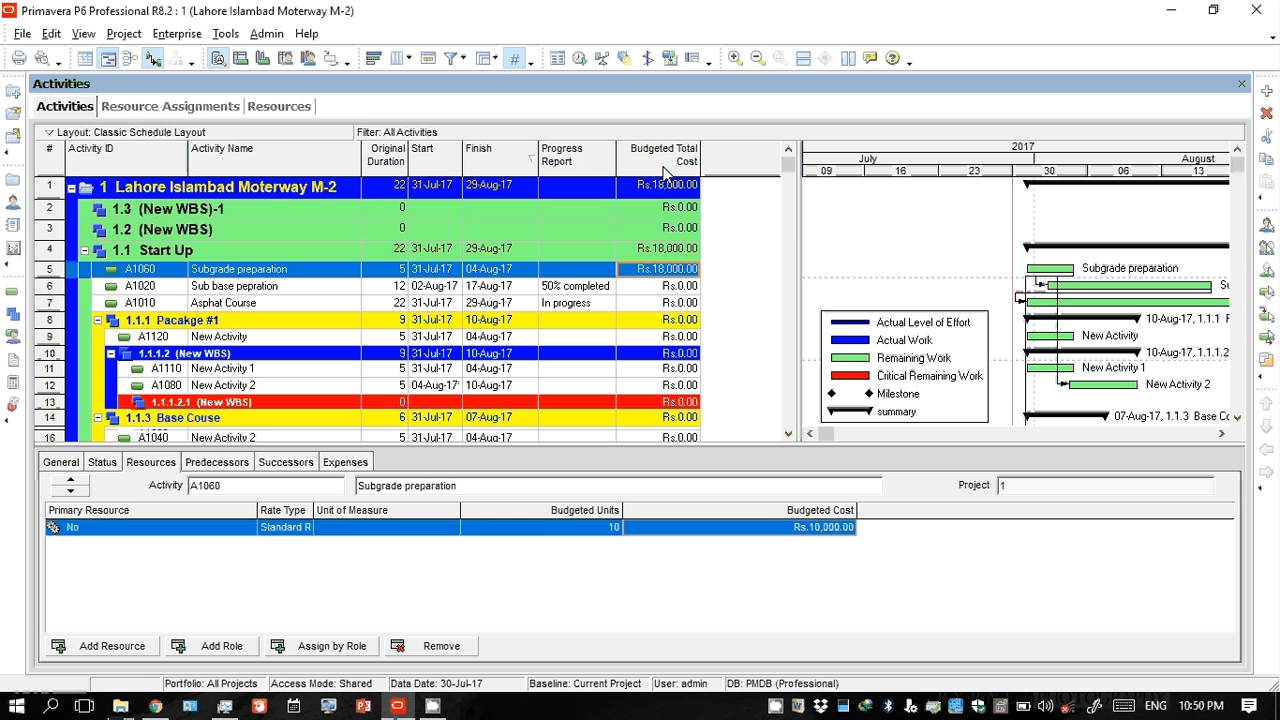 Primavera P6 Professional R8.2 : 1 (Lahore Islambad Moterway M-2)
File Edit View Project Enterprise Tools Admin Help
Activities
Activities Resource Assignments Resources
Layout: Classic Schedule Layout Filter: All Activities
# Activity ID Activity Name Original Duration Start Finish Progress Report Budgeted Total Cost
2017
July August
09 16 23 30 06 13
1 1 Lahore Islambad Moterway M-2 22 31-Jul-17 29-Aug-17 Rs.18,000.00
2 1.3 (New WBS)-1 0 Rs.0.00
3 1.2 (New WBS) 0 Rs.0.00
4 1.1 Start Up 22 31-Jul-17 29-Aug-17 Rs.18,000.00
5 A1060 Subgrade preparation 5 31-Jul-17 04-Aug-17 Rs.18,000.00 Subgrade preparation
6 A1020 Sub base pepration 12 02-Aug-17 17-Aug-17 50% completed Rs.0.00 Su
7 A1010 Asphat Course 22 31-Jul-17 29-Aug-17 In progress Rs.0.00
8 1.1.1 Pacakge #1 9 31-Jul-17 10-Aug-17 Rs.0.00 10-Aug-17, 1.1.1 Pa
9 A1120 New Activity 5 31-Jul-17 04-Aug-17 Rs.0.00 New Activity
10 1.1.1.2 (New WBS) 9 31-Jul-17 10-Aug-17 Rs.0.00 10-Aug-17, 1.1.1.2
11 A1110 New Activity 1 5 31-Jul-17 04-Aug-17 Rs.0.00 New Activity 1
12 A1080 New Activity 2 5 04-Aug-17 10-Aug-17 Rs.0.00 New Activity 2
13 1.1.1.2.1 (New WBS) 0 Rs.0.00
14 1.1.3 Base Couse 6 31-Jul-17 07-Aug-17 Rs.0.00 07-Aug-17, 1.1.3 Base Co
16 A1040 New Activity 2 5 31-Jul-17 04-Aug-17 Rs.0.00
Actual Level of Effort
Actual Work
Remaining Work
Critical Remaining Work
Milestone
summary
General Status Resources Predecessors Successors Expenses
Activity A1060 Subgrade preparation Project 1
Primary Resource Rate Type Unit of Measure Budgeted Units Budgeted Cost
No Standard R 10 Rs.10,000.00
Add Resource Add Role Assign by Role Remove
Portfolio: All Projects Access Mode: Shared Data Date: 30-Jul-17 Baseline: Current Project User: admin DB: PMDB (Professional)
ENG 10:50 PM